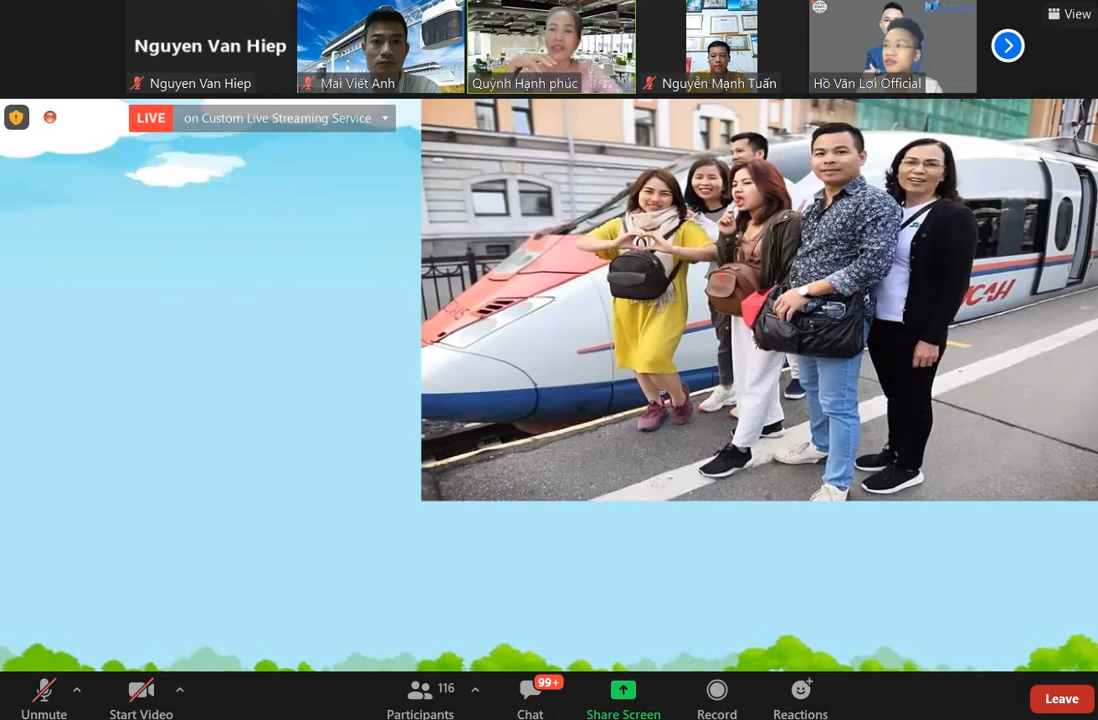 Nguyen Van Hiep
View
Nguyen Van Hiep
Mai Viết Anh
Quỳnh Hạnh phúc
Nguyễn Mạnh Tuấn
Hồ Văn Lợi Official
LIVE
on Custom Live Streaming Service
САН
116
99+
Unmute
Start Video
Participants
Chat
Share Screen
Record
Reactions
Leave